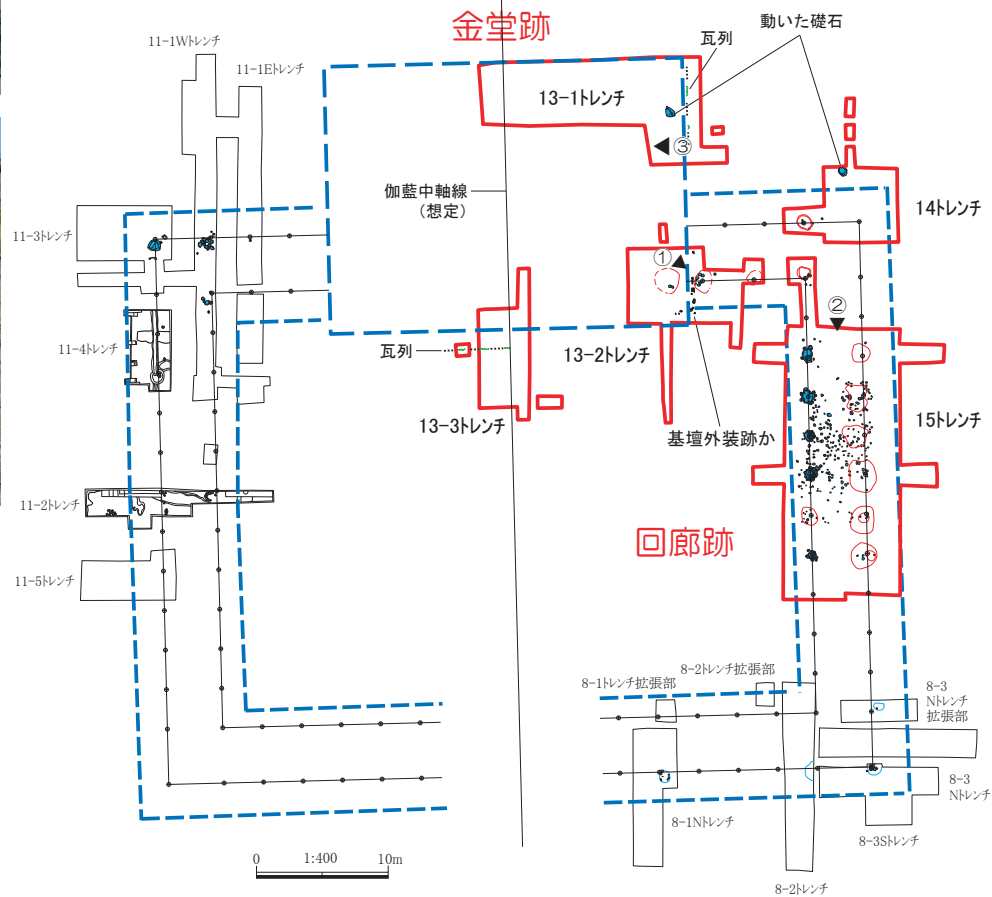 金堂跡
動いた礎石
11-1Wトレンチ
瓦列
11-1Eトレンチ
13-1トレンチ
③
伽藍中軸線
(想定)
14トレンチ
11-3トレンチ
①
②
11-4トレンチ
瓦列
13-2トレンチ
13-3トレンチ
基壇外装跡か
15トレンチ
11-2トレンチ
回廊跡
11-5トレンチ
8-2トレンチ拡張部
8-1トレンチ拡張部
8-3
Nトレンチ
拡張部
8-3
Nトレンチ
8-1Nトレンチ
8-3Sトレンチ
8-2トレンチ
0 1:400 10m